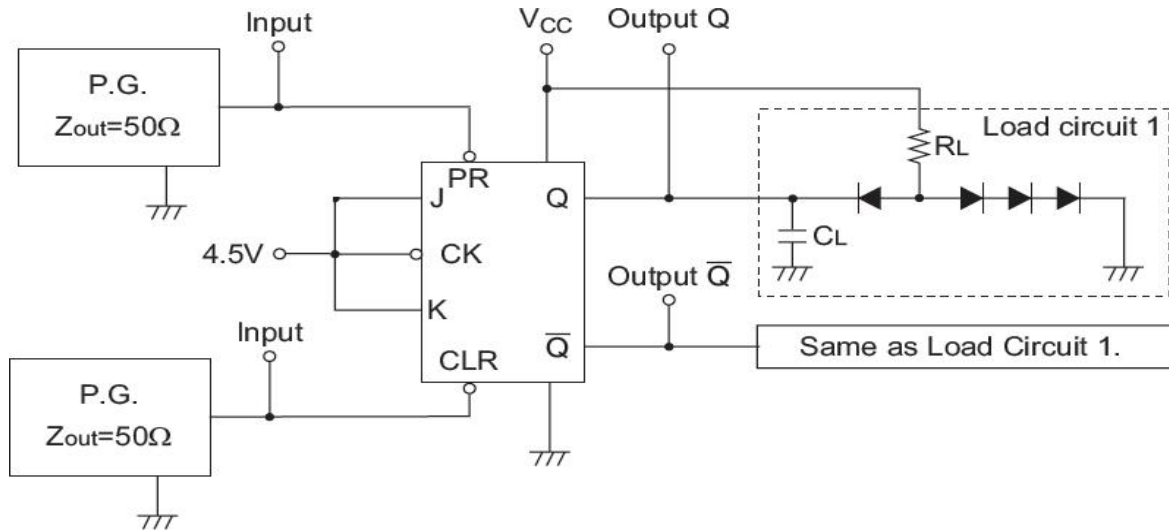 Input
V_CC
Output Q
P.G.
Zout=50Ω
Load circuit 1
RL
PR
J
Q
CL
4.5V
CK
Output Q̅
K
Input
Q̅
Same as Load Circuit 1.
CLR
P.G.
Zout=50Ω